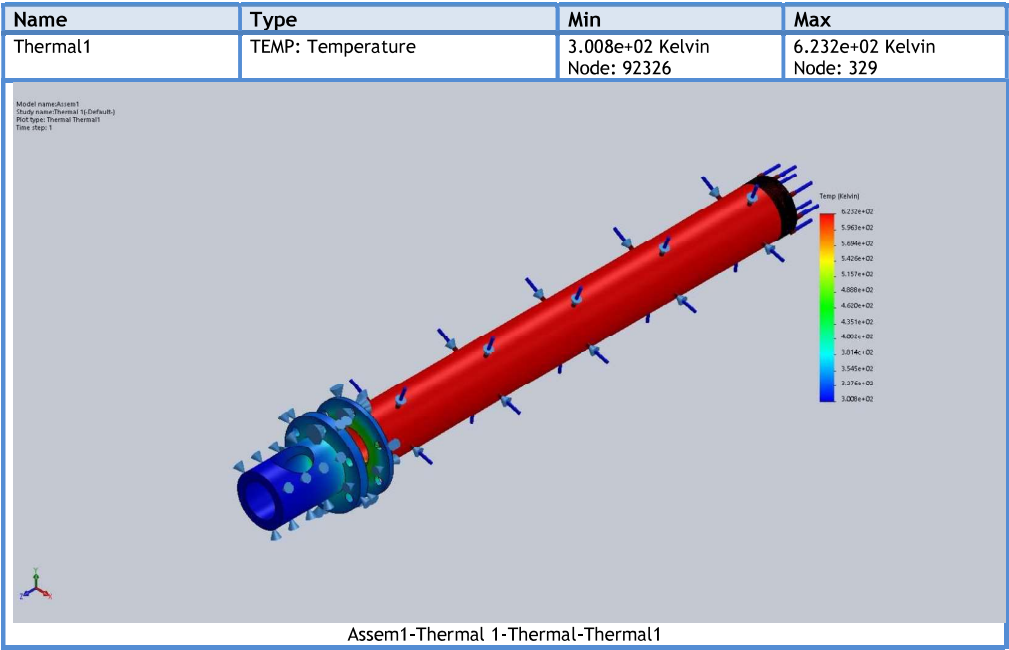 Name Type Min Max
Thermal1 TEMP: Temperature 3.008e+02 Kelvin 6.232e+02 Kelvin
Node: 92326 Node: 329
Model name:Assem1
Study name:Thermal 1(-Default-)
Plot type: Thermal Thermal1
Time step: 1
Temp (Kelvin)
6.232e+02
5.963e+02
5.694e+02
5.426e+02
5.157e+02
4.888e+02
4.620e+02
4.351e+02
3.545e+02
3.008e+02
Y
Z X
Assem1-Thermal 1-Thermal-Thermal1